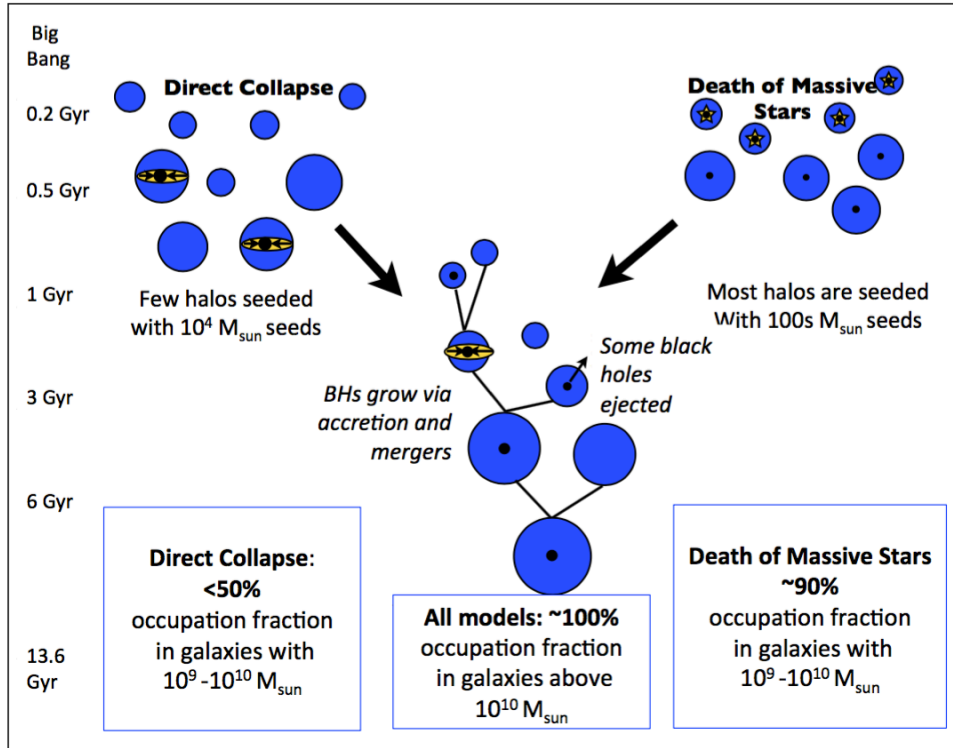 Big
Bang
0.2 Gyr
0.5 Gyr
1 Gyr
3 Gyr
6 Gyr
13.6
Gyr
Direct Collapse
Few halos seeded
with 10⁴ M_sun seeds
Death of Massive
Stars
Most halos are seeded
With 100s M_sun seeds
BHs grow via
accretion and
mergers
Some black
holes
ejected
Direct Collapse:
<50%
occupation fraction
in galaxies with
10⁹ -10¹⁰ M_sun
All models: ~100%
occupation fraction
in galaxies above
10¹⁰ M_sun
Death of Massive Stars
~90%
occupation fraction
in galaxies with
10⁹-10¹⁰ M_sun